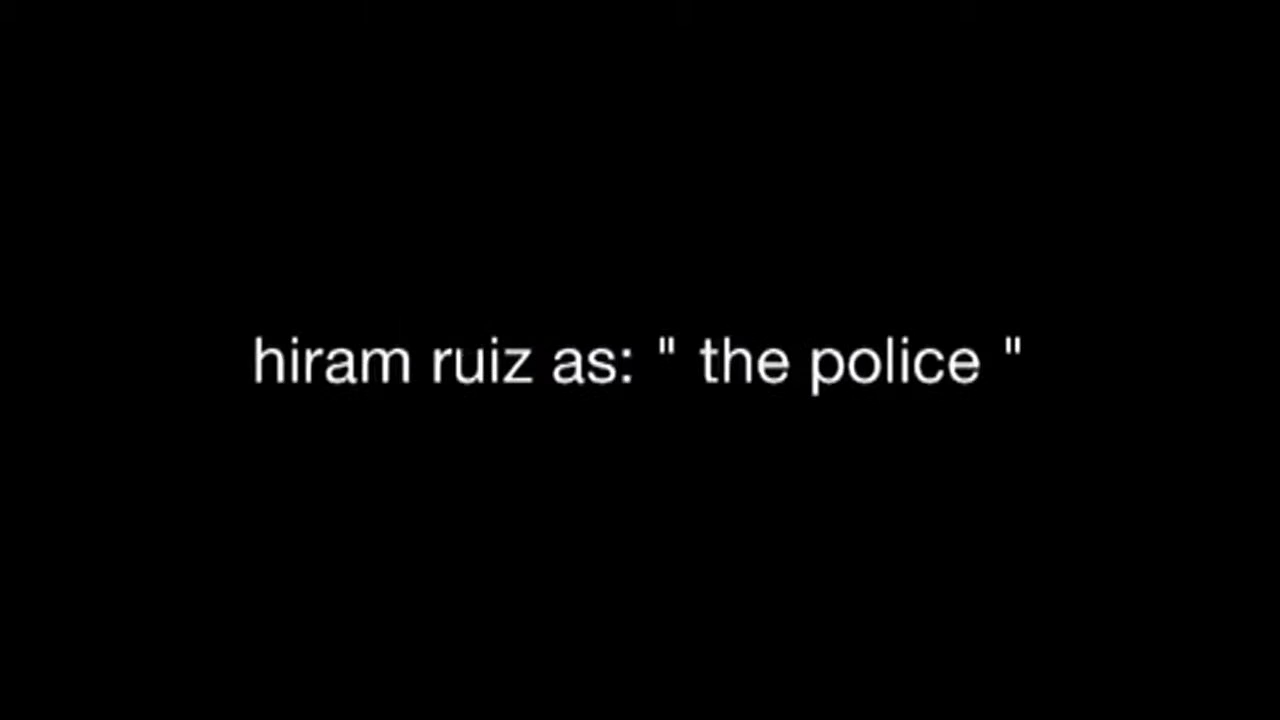 hiram ruiz as: " the police "